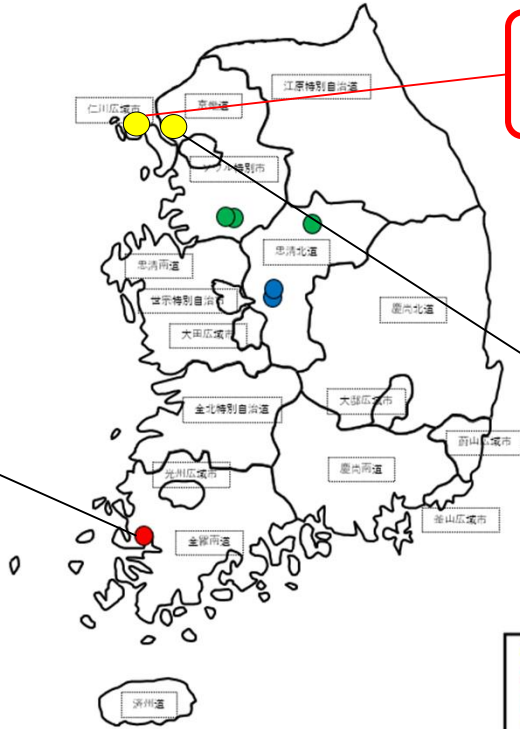 江原特別自治道
仁川広域市
京畿道
ソウル特別市
忠清北道
忠清南道
世宗特別自治市
慶尚北道
大田広域市
大邱広域市
全北特別自治道
蔚山広域市
光州広域市
慶尚南道
釜山広域市
全羅南道
済州道